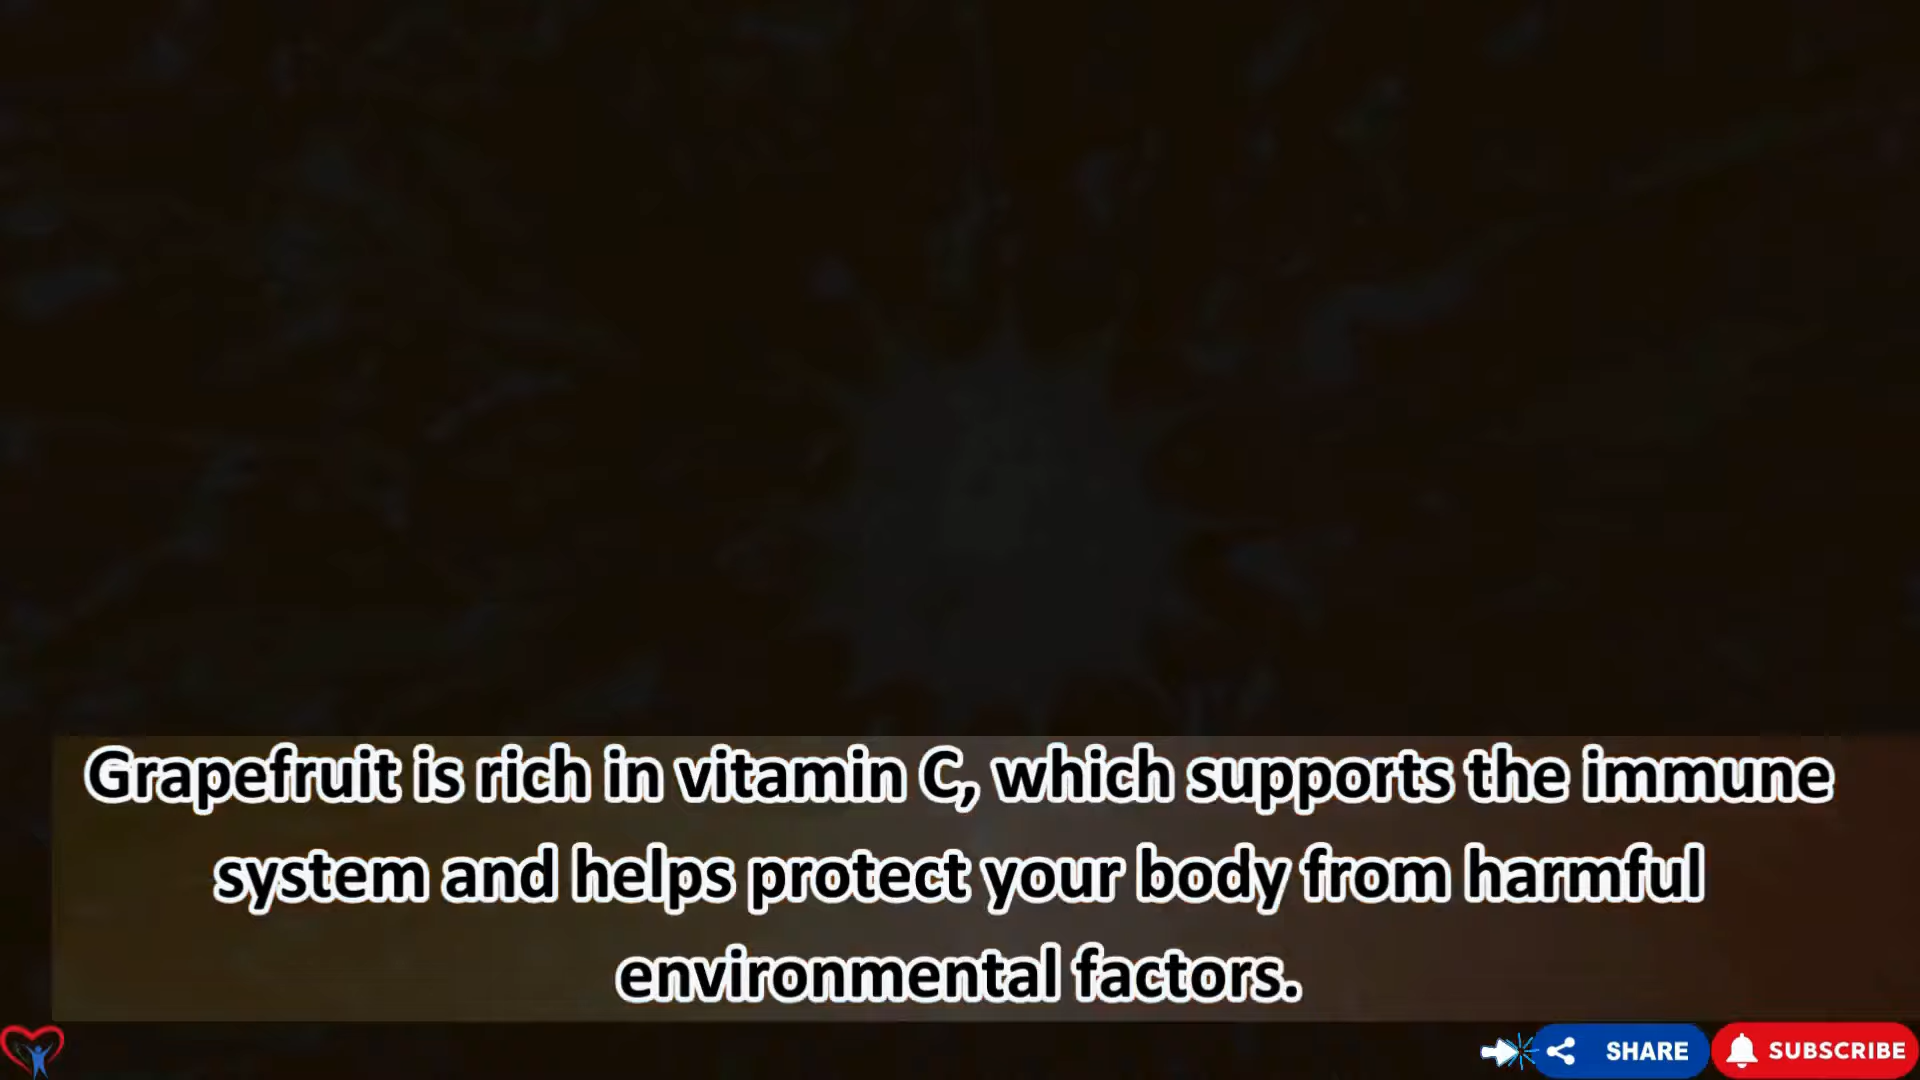 Grapefruit is rich in vitamin C, which supports the immune
system and helps protect your body from harmful
environmental factors.
SHARE
SUBSCRIBE